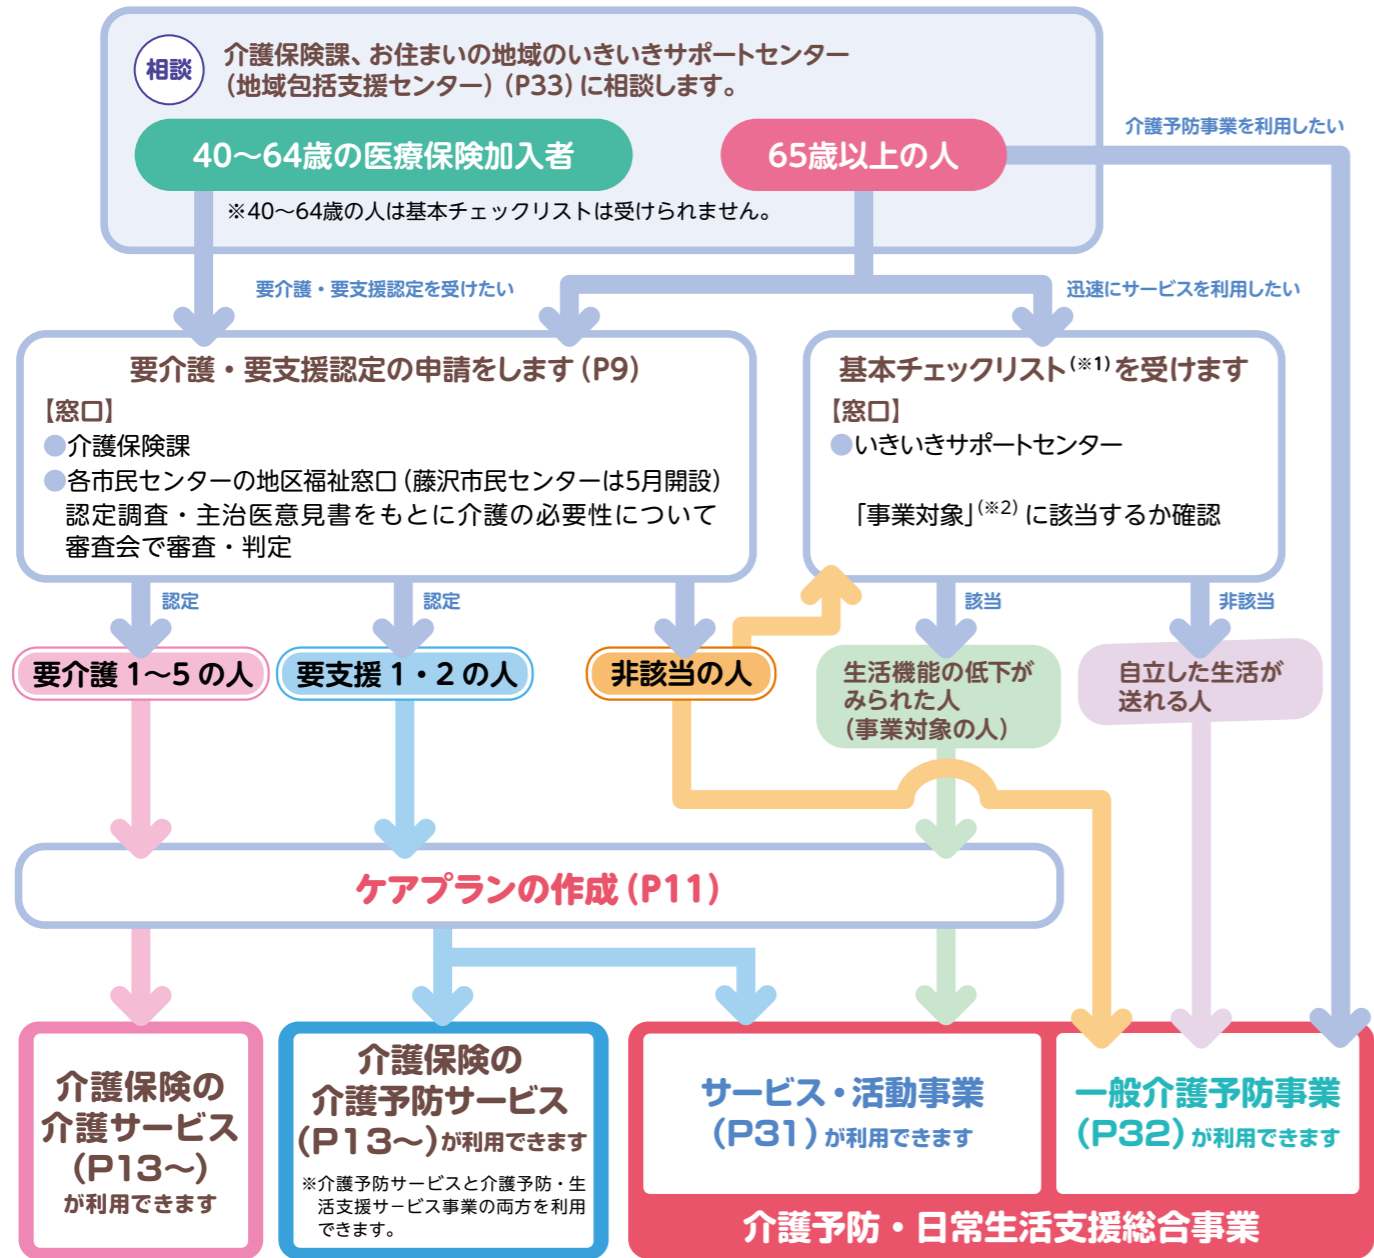 相談
介護保険課、お住まいの地域のいきいきサポートセンター
(地域包括支援センター)(P33)に相談します。
40〜64歳の医療保険加入者
65歳以上の人
※40〜64歳の人は基本チェックリストは受けられません。
介護予防事業を利用したい
要介護・要支援認定を受けたい
迅速にサービスを利用したい
要介護・要支援認定の申請をします(P9)
【窓口】
●介護保険課
●各市民センターの地区福祉窓口(藤沢市民センターは5月開設)
認定調査・主治医意見書をもとに介護の必要性について
審査会で審査・判定
基本チェックリスト(※1)を受けます
【窓口】
●いきいきサポートセンター
「事業対象」(※2)に該当するか確認
認定
認定
該当
非該当
要介護1〜5の人
要支援1・2の人
非該当の人
生活機能の低下が
みられた人
(事業対象の人)
自立した生活が
送れる人
ケアプランの作成(P11)
介護保険の
介護サービス
(P13〜)
が利用できます
介護保険の
介護予防サービス
(P13〜)が利用できます
※介護予防サービスと介護予防・生
活支援サービス事業の両方を利用
できます。
サービス・活動事業
(P31)が利用できます
一般介護予防事業
(P32)が利用できます
介護予防・日常生活支援総合事業